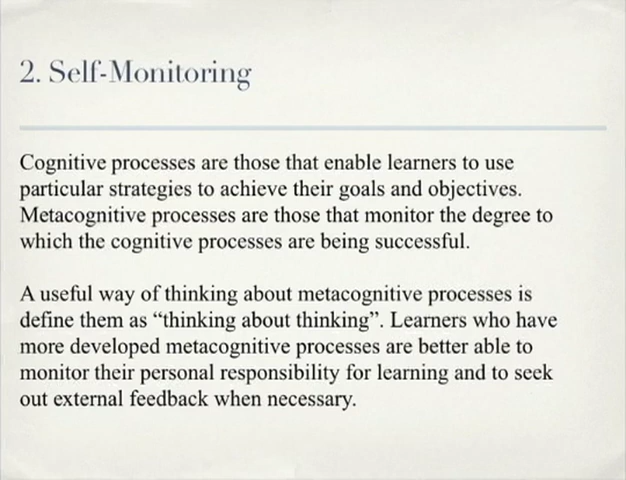 2. Self-Monitoring
Cognitive processes are those that enable learners to use
particular strategies to achieve their goals and objectives.
Metacognitive processes are those that monitor the degree to
which the cognitive processes are being successful.
A useful way of thinking about metacognitive processes is
define them as “thinking about thinking”. Learners who have
more developed metacognitive processes are better able to
monitor their personal responsibility for learning and to seek
out external feedback when necessary.